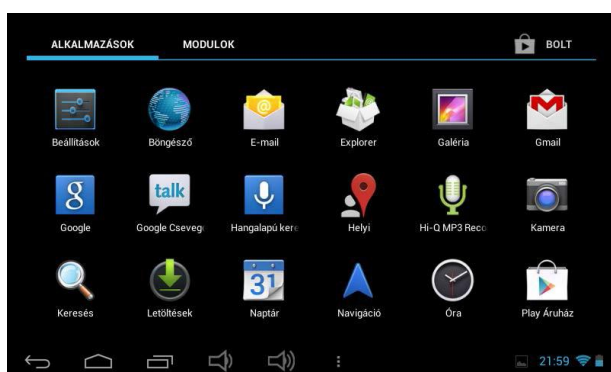 ALKALMAZÁSOK MODULOK BOLT
Beállítások Böngésző E-mail Explorer Galéria Gmail
g talk
Google Google Csevegé Hangalapú kere Helyi Hi-Q MP3 Reco Kamera
31
Keresés Letöltések Naptár Navigáció Óra Play Áruház
21:59